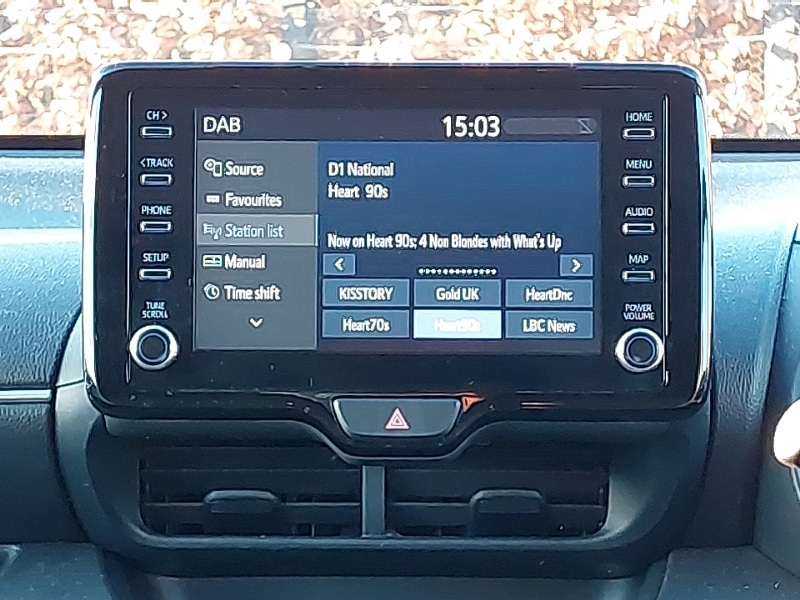 CH >
<TRACK
PHONE
SETUP
TUNE
SCROLL
DAB
15:03
Source
Favourites
Station list
Manual
Time shift
D1 National
Heart 90s
Now on Heart 90s: 4 Non Blondes with What's Up
<
>
KISSTORY
Gold UK
HeartDnc
Heart70s
Heart90s
LBC News
HOME
MENU
AUDIO
MAP
POWER
VOLUME